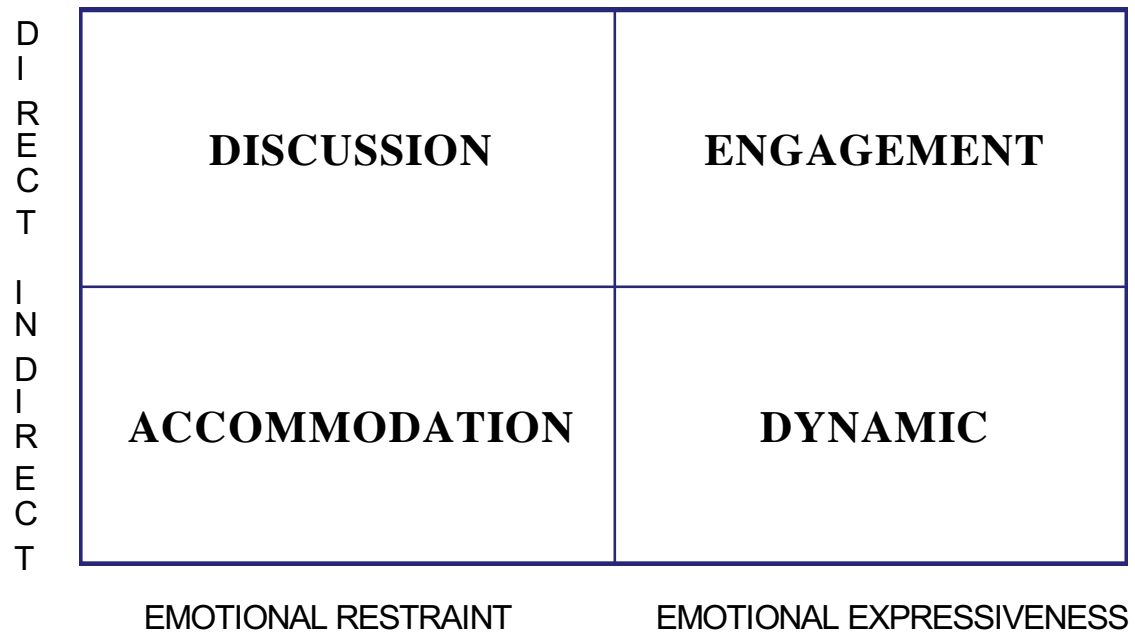 DIRECT
DISCUSSION ENGAGEMENT
INDIRECT
ACCOMMODATION DYNAMIC
EMOTIONAL RESTRAINT EMOTIONAL EXPRESSIVENESS